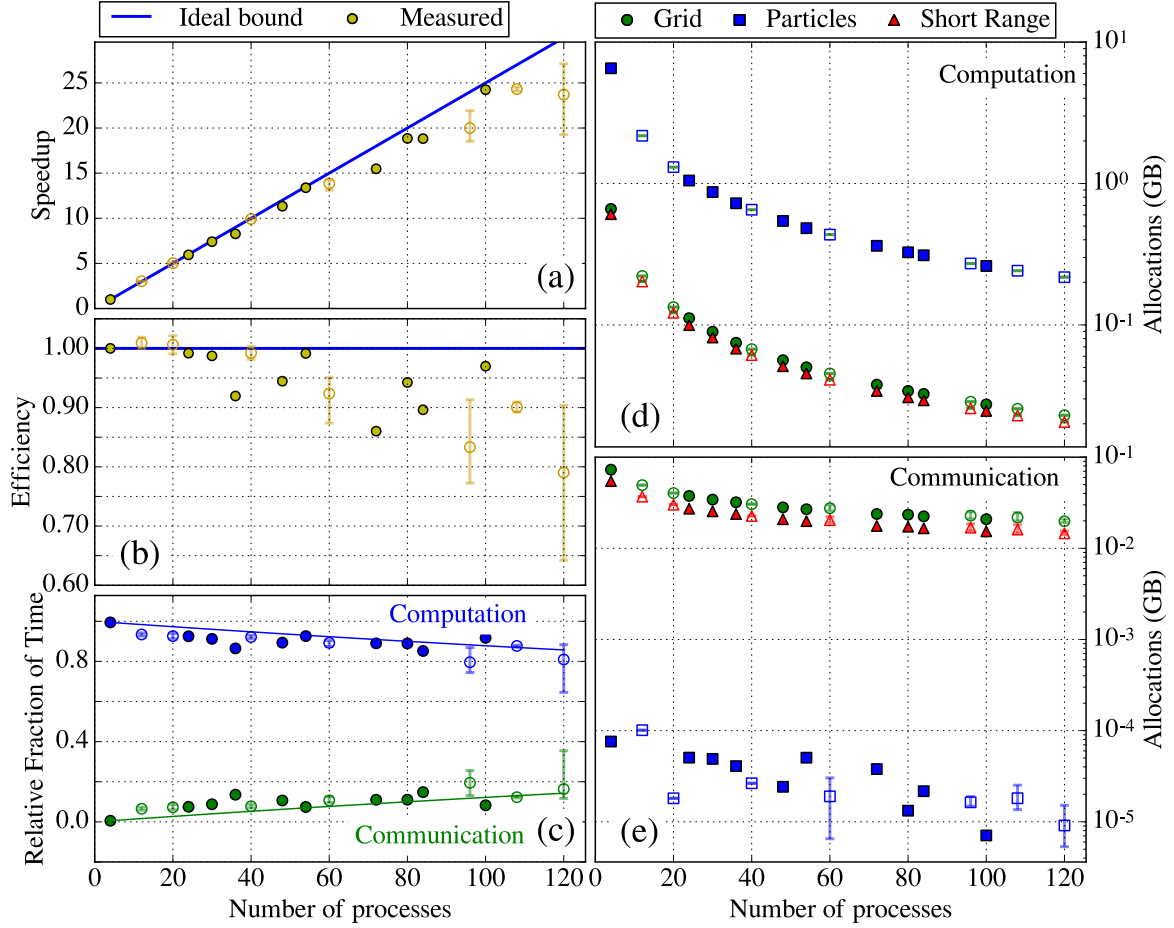 Ideal bound Measured
Grid Particles Short Range
25
20
15
10
5
0
Speedup
(a)
1.00
0.90
0.80
0.70
0.60
Efficiency
(b)
0.8
0.4
0.0
Relative Fraction of Time
Computation
Communication
(c)
0 20 40 60 80 100 120
Number of processes
Computation
10^1
10^0
10^-1
Allocations (GB)
(d)
Communication
10^-1
10^-2
10^-3
10^-4
10^-5
Allocations (GB)
(e)
0 20 40 60 80 100 120
Number of processes